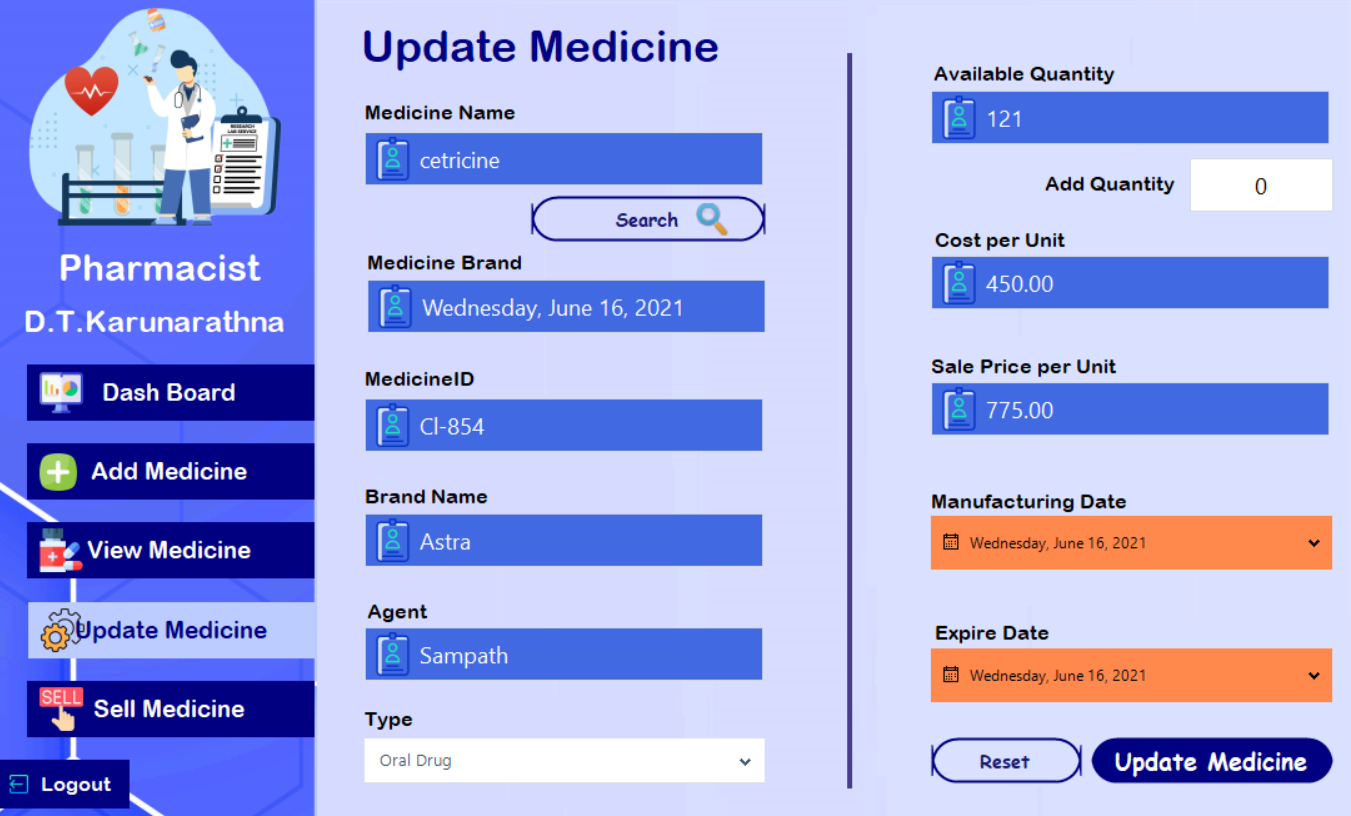 RESEARCH
LAB SERVICE
Pharmacist
D.T.Karunarathna
Dash Board
Add Medicine
View Medicine
Update Medicine
SELL
Sell Medicine
Logout
Update Medicine
Medicine Name
cetricine
Search
Medicine Brand
Wednesday, June 16, 2021
MedicineID
Cl-854
Brand Name
Astra
Agent
Sampath
Type
Oral Drug
Available Quantity
121
Add Quantity
0
Cost per Unit
450.00
Sale Price per Unit
775.00
Manufacturing Date
Wednesday, June 16, 2021
Expire Date
Wednesday, June 16, 2021
Reset
Update Medicine